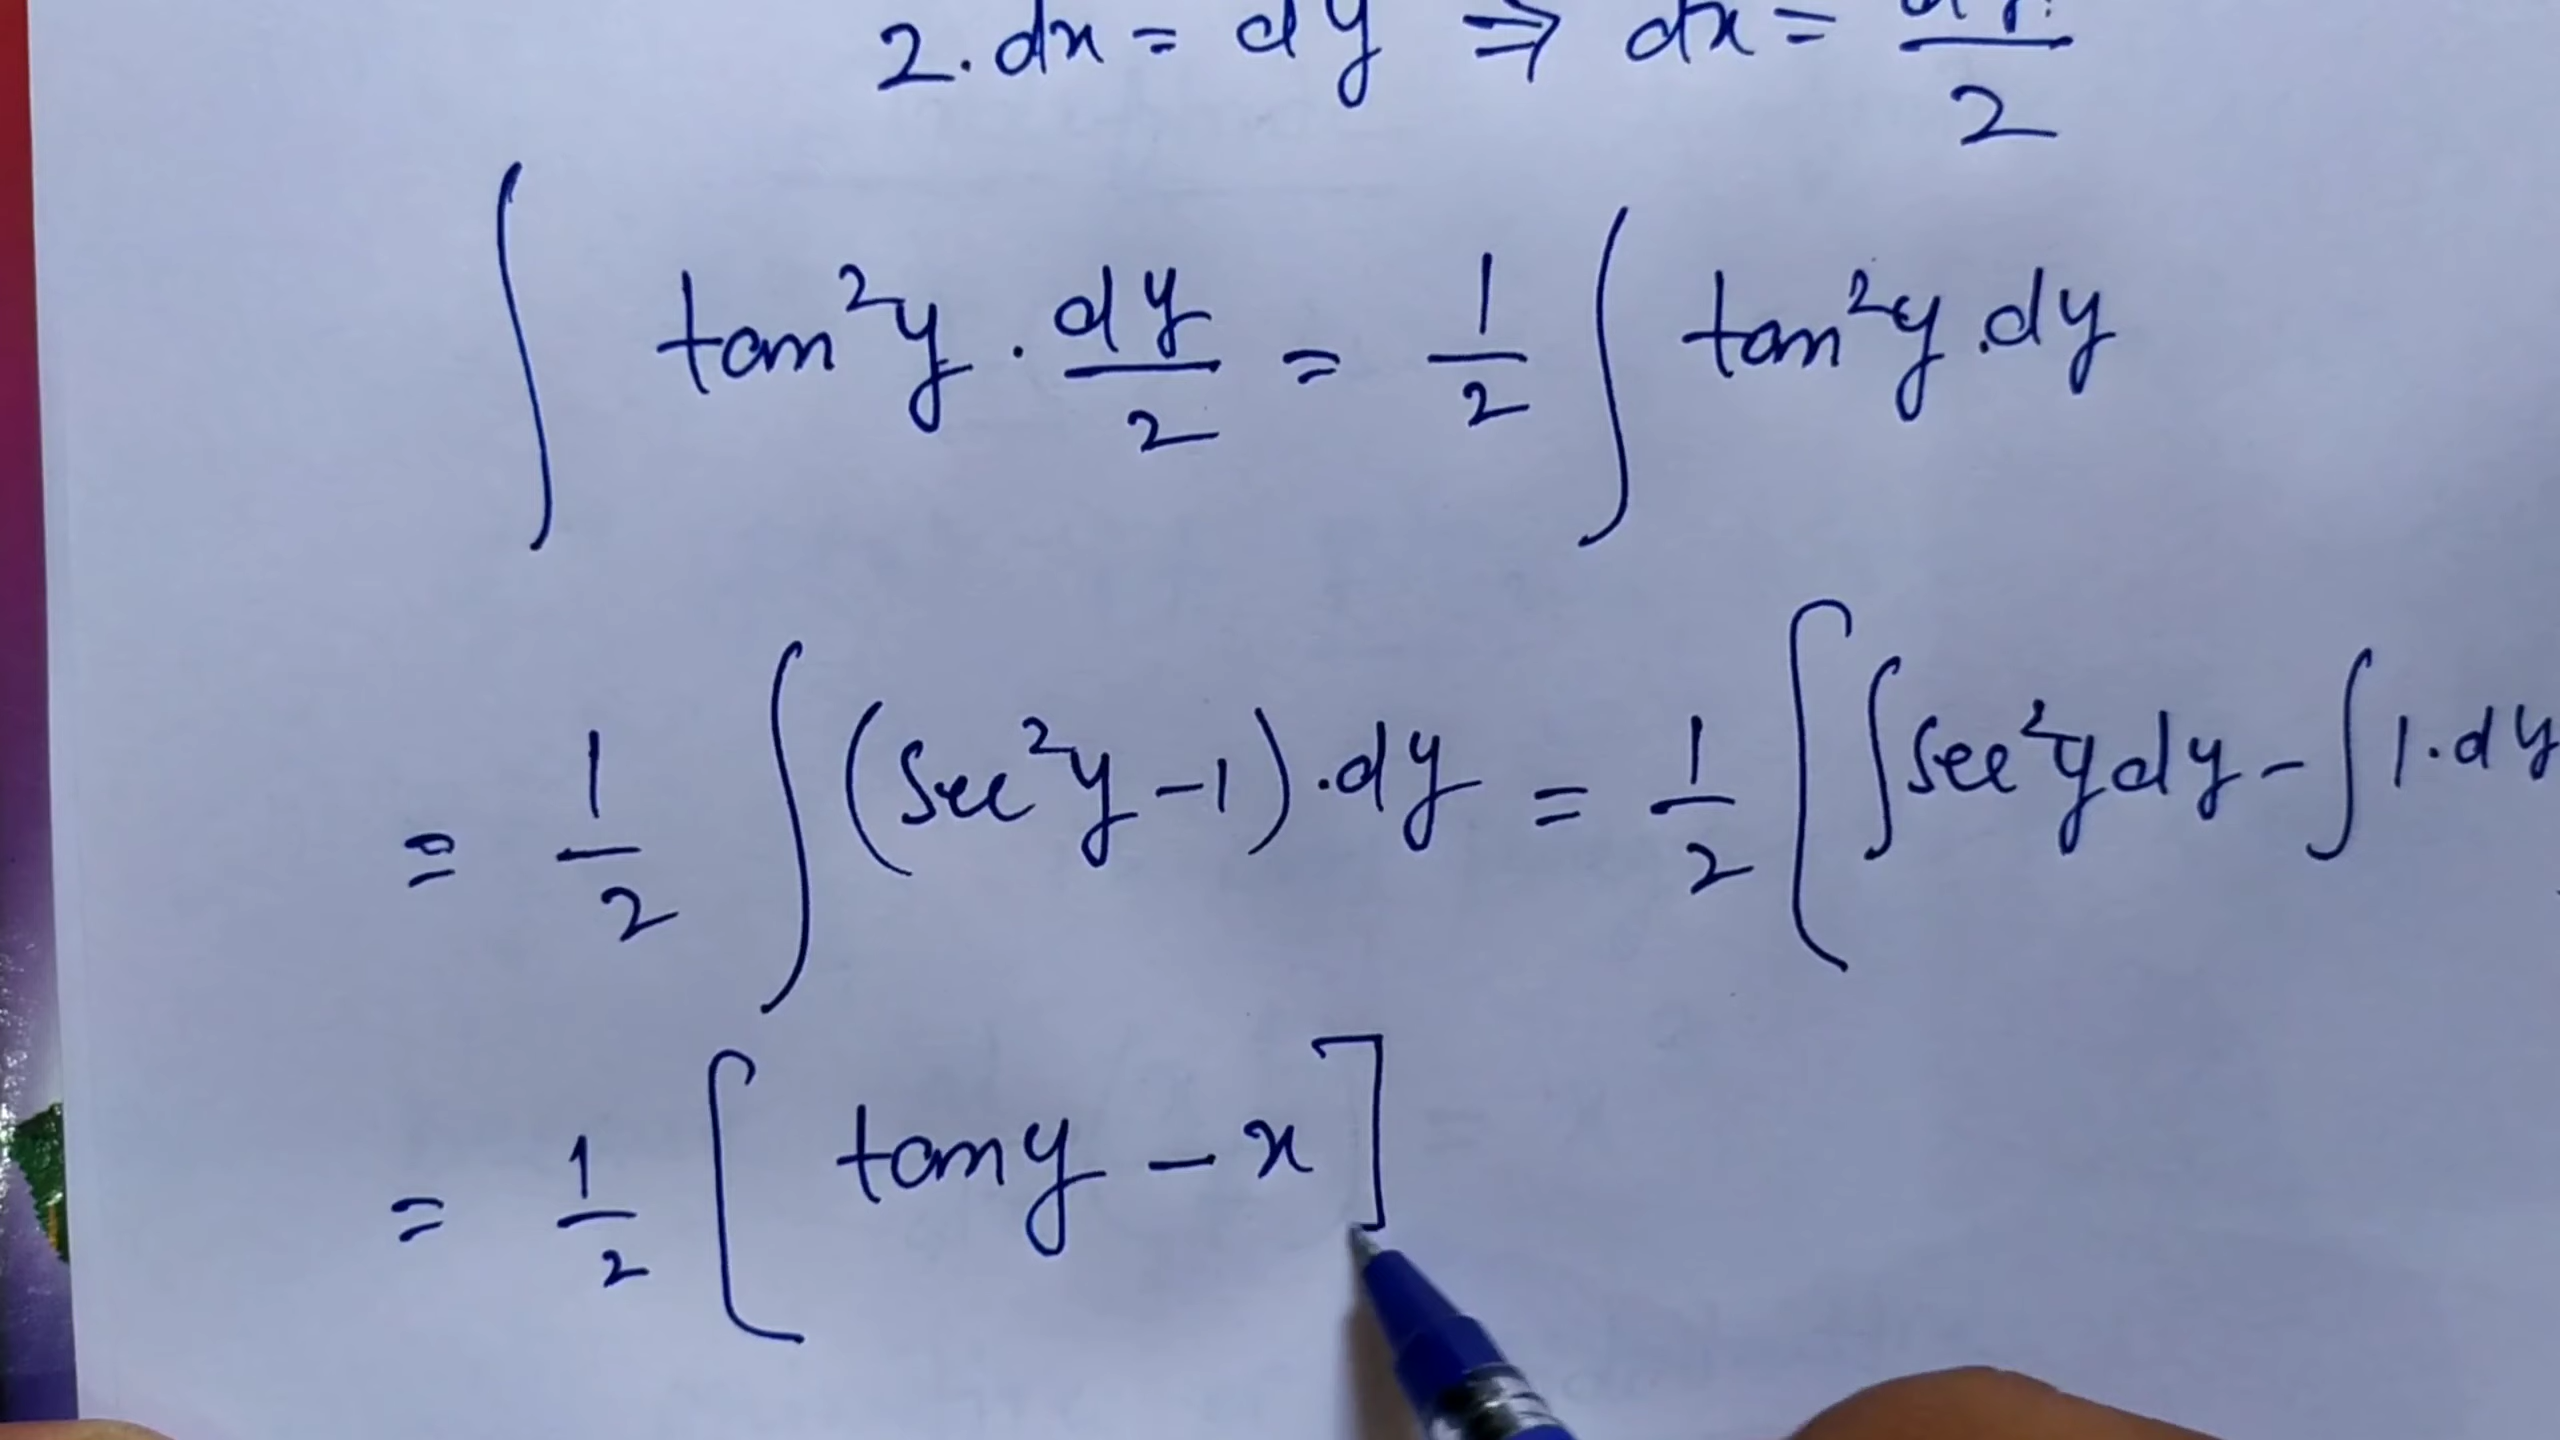 2.dx = dy ⇒ dx = dy/2
∫ tan²y . dy/2 = 1/2 ∫ tan²y .dy
= 1/2 ∫ (Sec²y - 1) .dy = 1/2 [ ∫ Sec²y dy - ∫ 1.dy
= 1/2 [ tan y - x ]